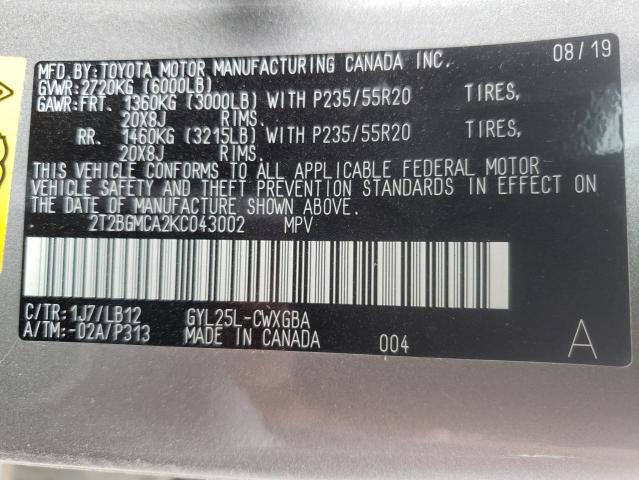 MFD.BY:TOYOTA MOTOR MANUFACTURING CANADA INC. 08/19
GVWR:2720KG (6000LB)
GAWR:FRT. 1360KG (3000LB) WITH P235/55R20 TIRES,
20X8J RIMS.
RR. 1460KG (3215LB) WITH P235/55R20 TIRES,
20X8J RIMS.
THIS VEHICLE CONFORMS TO ALL APPLICABLE FEDERAL MOTOR
VEHICLE SAFETY AND THEFT PREVENTION STANDARDS IN EFFECT ON
THE DATE OF MANUFACTURE SHOWN ABOVE.
2T2BGMCA2KC043002 MPV
C/TR:1J7/LB12 GYL25L-CWXGBA
A/TM:-02A/P313 MADE IN CANADA 004 A